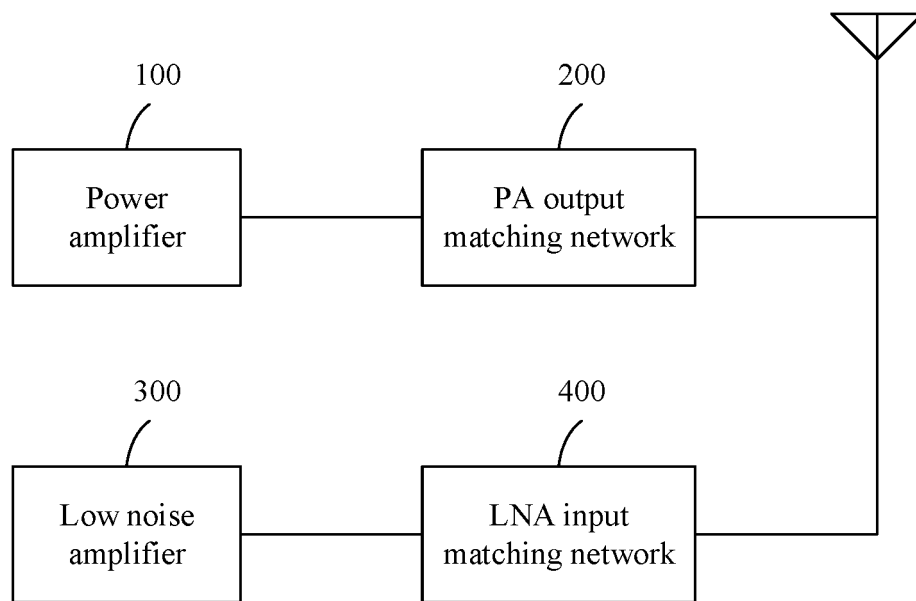 100
200
Power
amplifier
PA output
matching network
300
400
Low noise
amplifier
LNA input
matching network